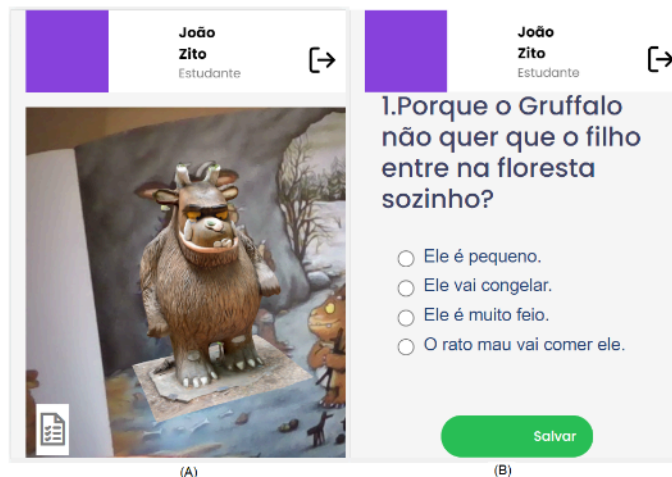 João
Zito
Estudante
João
Zito
Estudante
1.Porque o Gruffalo
não quer que o filho
entre na floresta
sozinho?
Ele é pequeno.
Ele vai congelar.
Ele é muito feio.
O rato mau vai comer ele.
Salvar
(A)
(B)